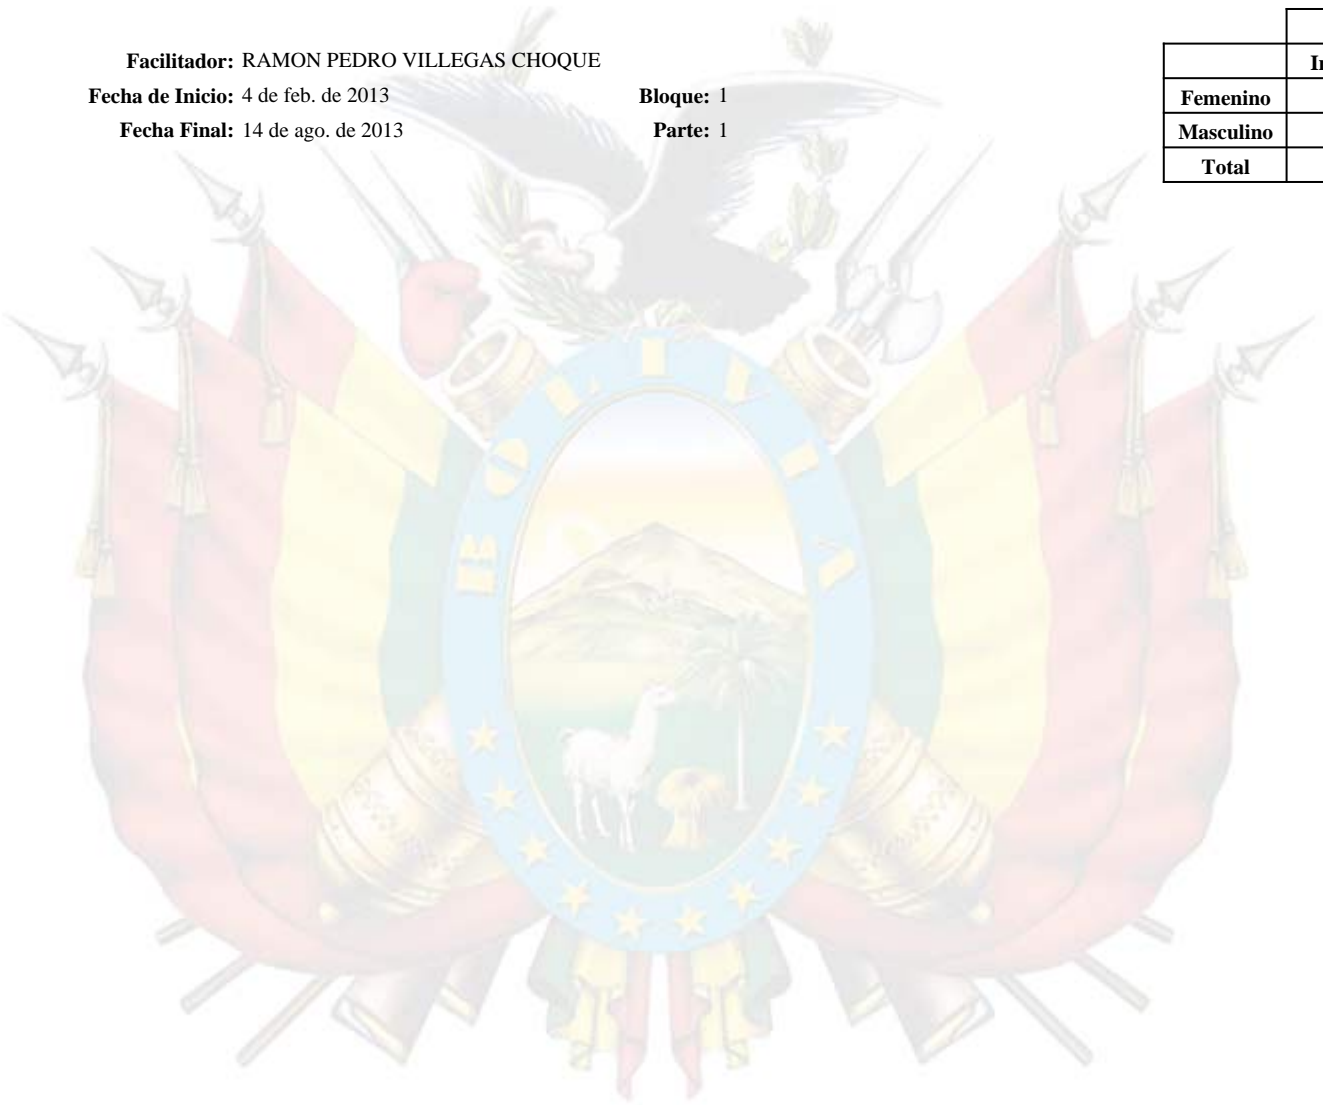 Facilitador: RAMON PEDRO VILLEGAS CHOQUE
Fecha de Inicio: 4 de feb. de 2013 Bloque: 1
Fecha Final: 14 de ago. de 2013 Parte: 1
Femenino
Masculino
Total
BOLIVIA